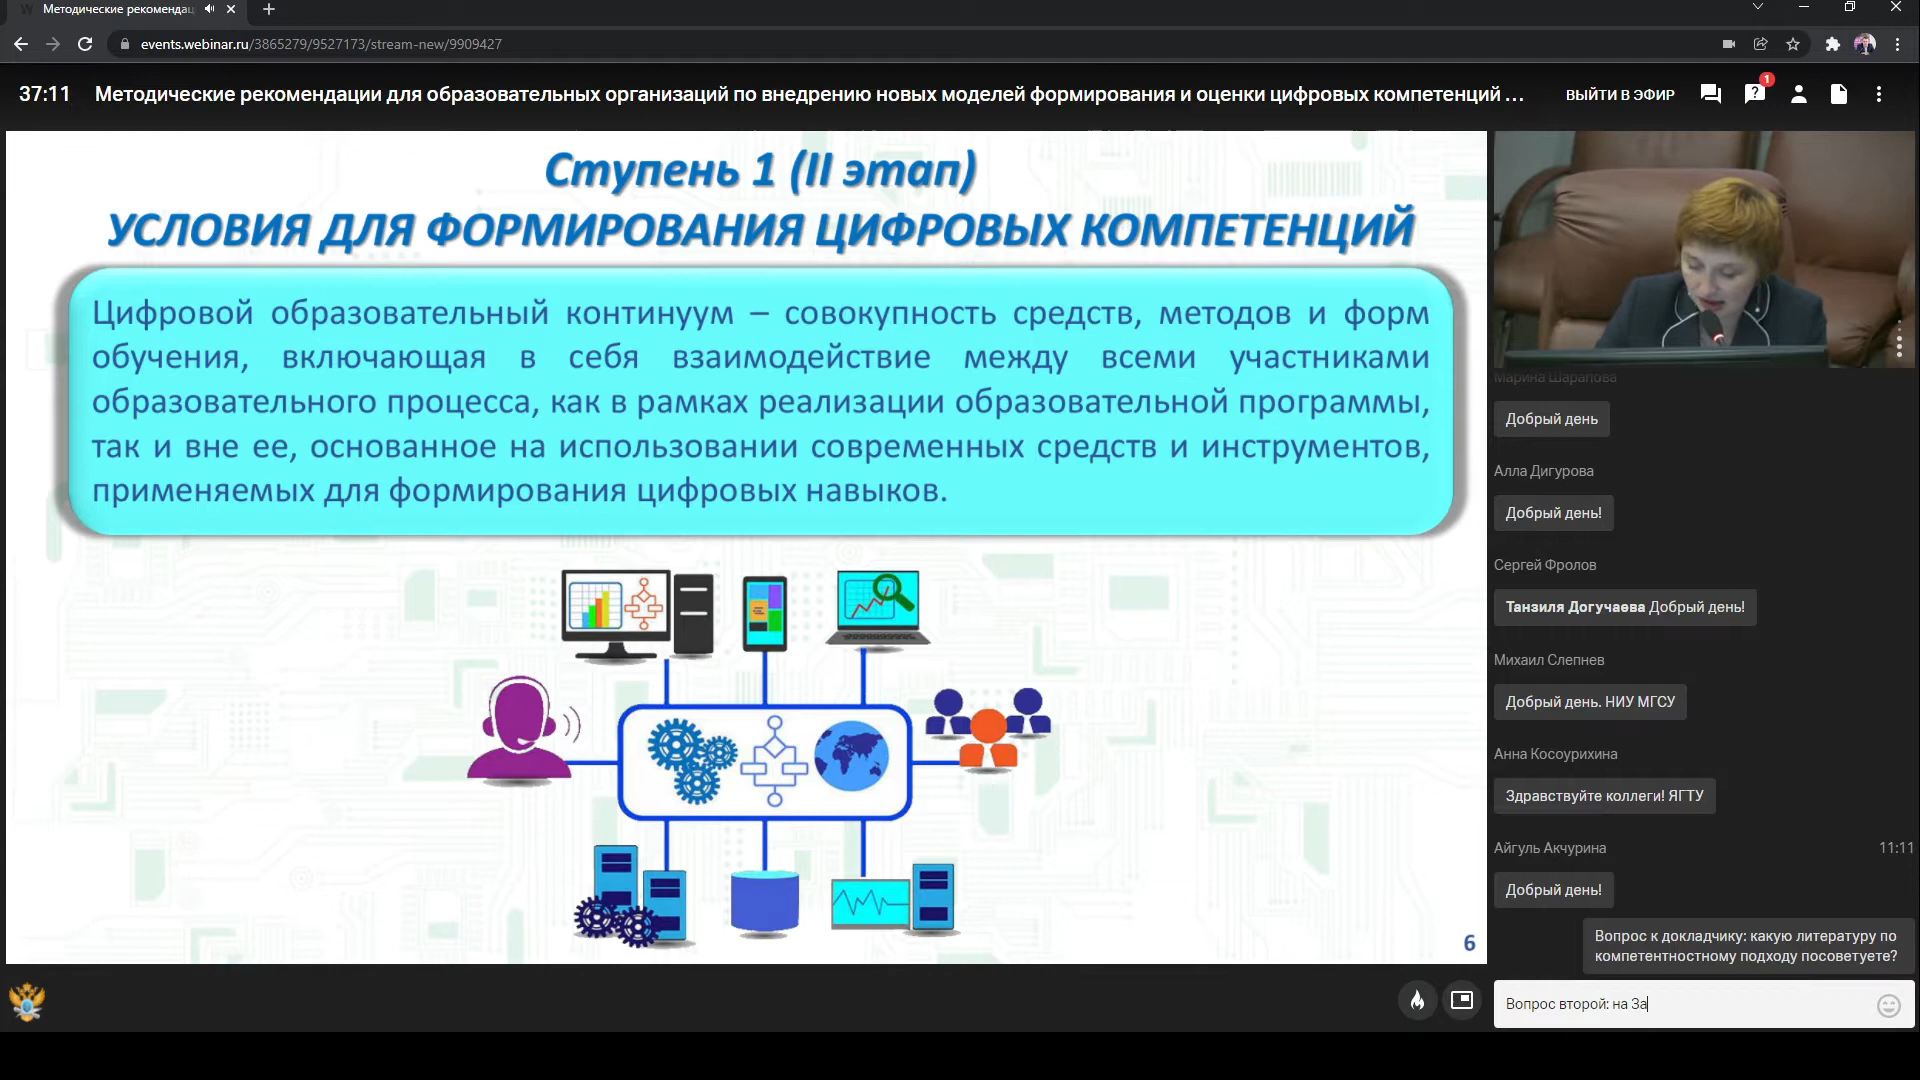 Методические рекомендац
events.webinar.ru/3865279/9527173/stream-new/9909427
37:11 Методические рекомендации для образовательных организаций по внедрению новых моделей формирования и оценки цифровых компетенций ... ВЫЙТИ В ЭФИР 1
Ступень 1 (II этап)
УСЛОВИЯ ДЛЯ ФОРМИРОВАНИЯ ЦИФРОВЫХ КОМПЕТЕНЦИЙ
Цифровой образовательный континуум – совокупность средств, методов и форм
обучения, включающая в себя взаимодействие между всеми участниками
образовательного процесса, как в рамках реализации образовательной программы,
так и вне ее, основанное на использовании современных средств и инструментов,
применяемых для формирования цифровых навыков.
6
Марина Шарапова
Добрый день
Алла Дигурова
Добрый день!
Сергей Фролов
Танзиля Догучаева Добрый день!
Михаил Слепнев
Добрый день. НИУ МГСУ
Анна Косоурихина
Здравствуйте коллеги! ЯГТУ
Айгуль Акчурина 11:11
Добрый день!
Вопрос к докладчику: какую литературу по
компетентностному подходу посоветуете?
Вопрос второй: на За